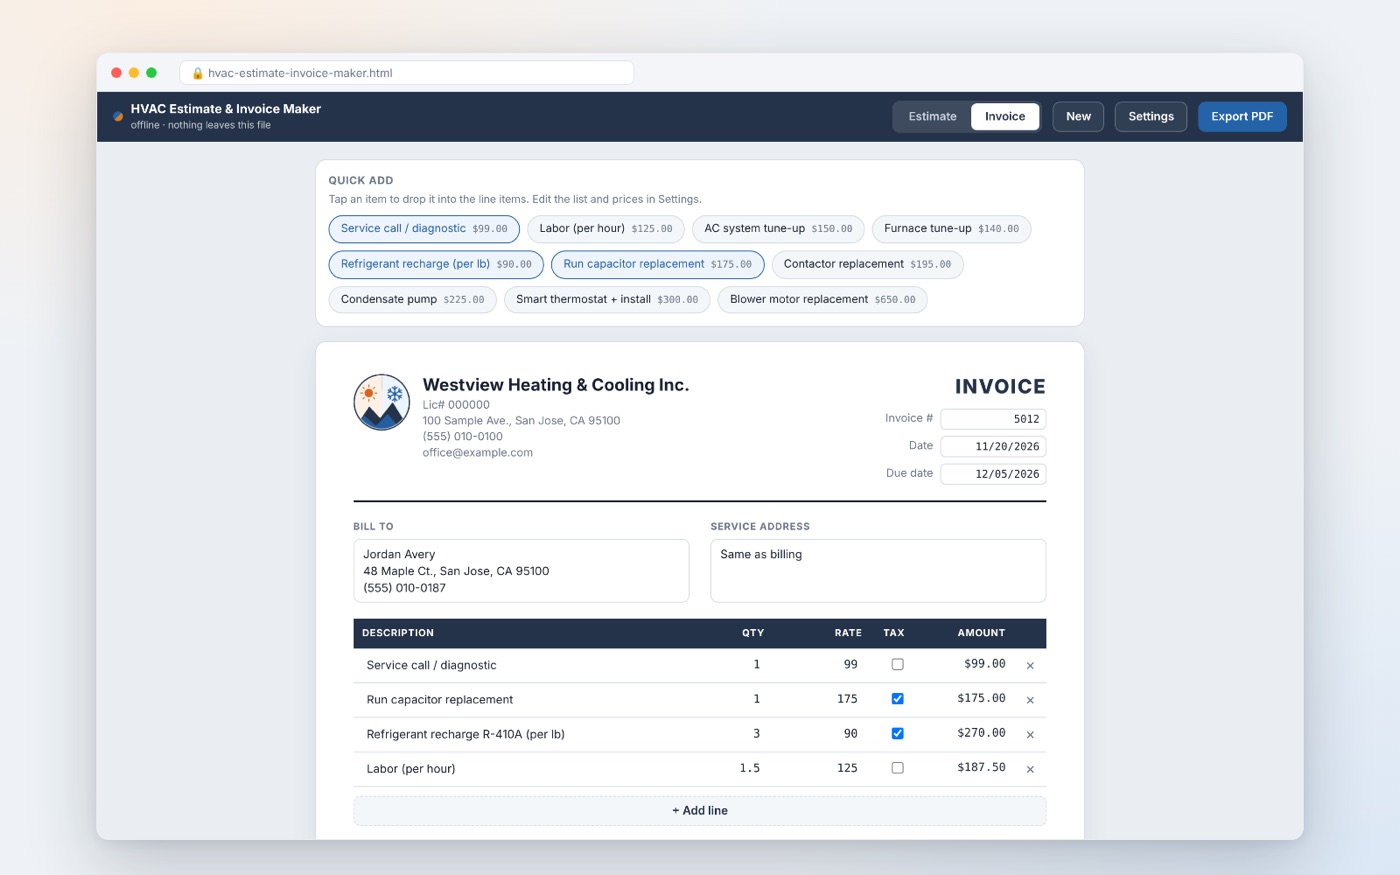 🔒 hvac-estimate-invoice-maker.html
HVAC Estimate & Invoice Maker
offline · nothing leaves this file
Estimate Invoice New Settings Export PDF
QUICK ADD
Tap an item to drop it into the line items. Edit the list and prices in Settings.
Service call / diagnostic $99.00 Labor (per hour) $125.00 AC system tune-up $150.00 Furnace tune-up $140.00
Refrigerant recharge (per lb) $90.00 Run capacitor replacement $175.00 Contactor replacement $195.00
Condensate pump $225.00 Smart thermostat + install $300.00 Blower motor replacement $650.00
Westview Heating & Cooling Inc.
Lic# 000000
100 Sample Ave., San Jose, CA 95100
(555) 010-0100
office@example.com
INVOICE
Invoice # 5012
Date 11/20/2026
Due date 12/05/2026
BILL TO
Jordan Avery
48 Maple Ct., San Jose, CA 95100
(555) 010-0187
SERVICE ADDRESS
Same as billing
DESCRIPTION QTY RATE TAX AMOUNT
Service call / diagnostic 1 99 $99.00 ×
Run capacitor replacement 1 175 $175.00 ×
Refrigerant recharge R-410A (per lb) 3 90 $270.00 ×
Labor (per hour) 1.5 125 $187.50 ×
+ Add line